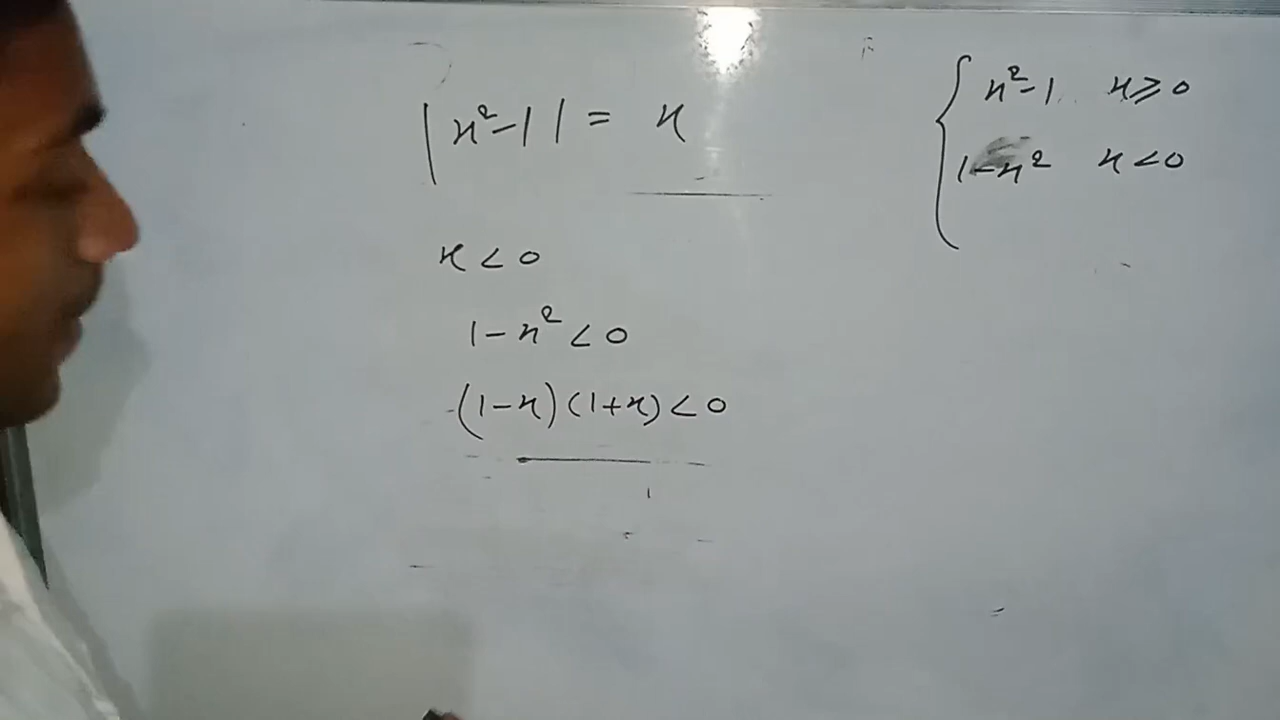 |x²-1| = x
x < 0
1-x² < 0
(1-x)(1+x) < 0
{ x²-1 x ≥ 0
1-x² x < 0